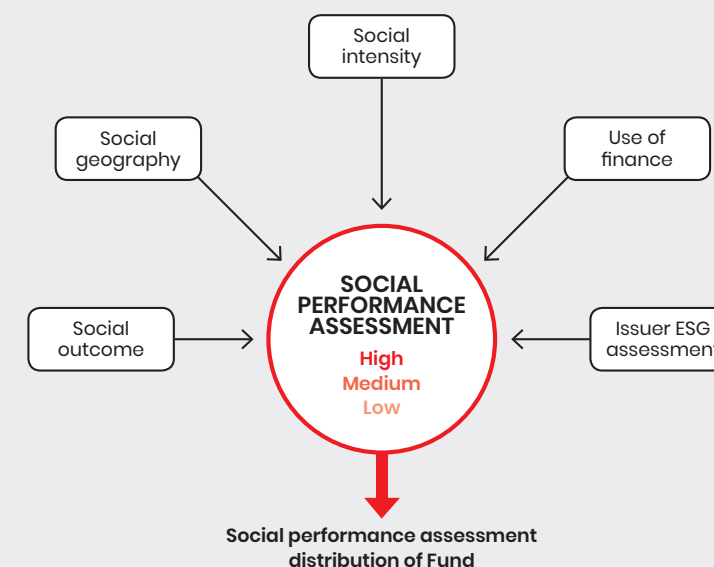 Social
intensity
Social
geography
Use of
finance
Social
outcome
Issuer ESG
assessment
SOCIAL
PERFORMANCE
ASSESSMENT
High
Medium
Low
Social performance assessment
distribution of Fund